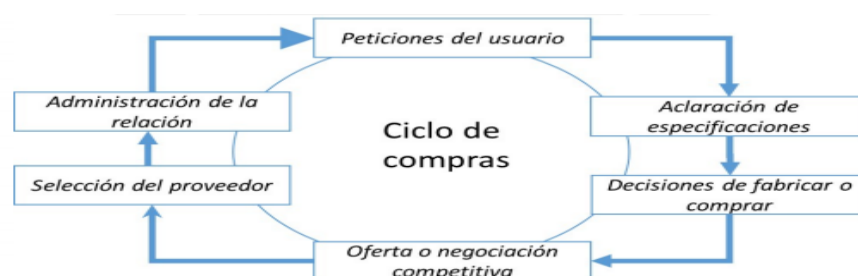 Peticiones del usuario
Aclaración de
especificaciones
Decisiones de fabricar o
comprar
Oferta o negociación
competitiva
Selección del proveedor
Administración de la
relación
Ciclo de
compras